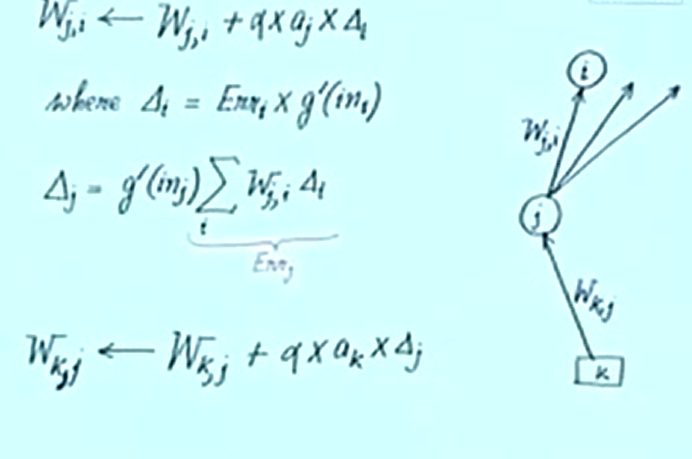 W_{j,i} ← W_{j,i} + α × a_j × Δ_i
where Δ_i = Err_i × g'(in_i)
Δ_j = g'(in_j) ∑_i W_{j,i} Δ_i
Err_j
W_{k,j} ← W_{k,j} + α × a_k × Δ_j
i
W_{j,i}
j
W_{k,j}
k